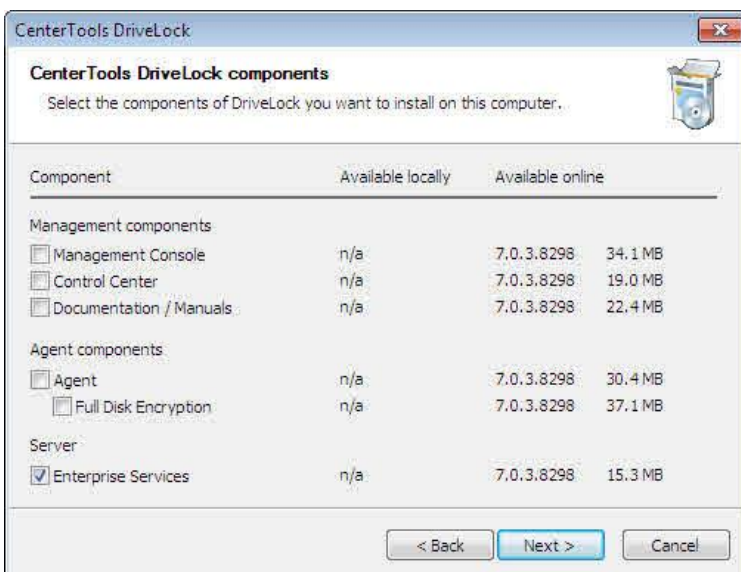 CenterTools DriveLock
CenterTools DriveLock components
Select the components of DriveLock you want to install on this computer.
Component Available locally Available online
Management components
Management Console n/a 7.0.3.8298 34.1 MB
Control Center n/a 7.0.3.8298 19.0 MB
Documentation / Manuals n/a 7.0.3.8298 22.4 MB
Agent components
Agent n/a 7.0.3.8298 30.4 MB
Full Disk Encryption n/a 7.0.3.8298 37.1 MB
Server
Enterprise Services n/a 7.0.3.8298 15.3 MB
< Back Next > Cancel